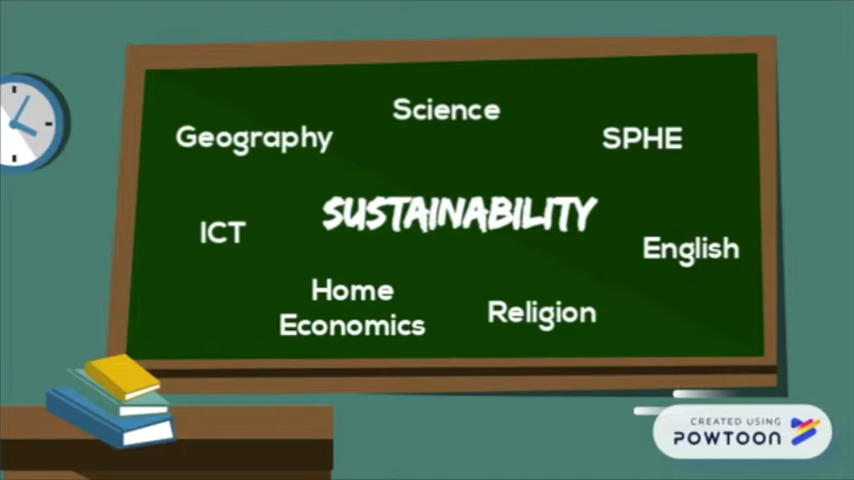 Science
Geography
SPHE
SUSTAINABILITY
ICT
English
Home
Economics
Religion
CREATED USING
POWTOON